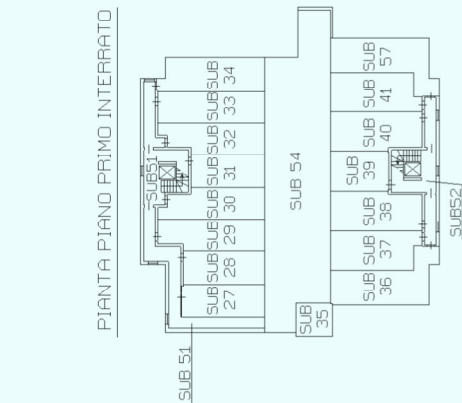 PIANTA PIANO PRIMO INTERRATO
SUB 34
SUB 33
SUB 32
SUB 31
SUB 30
SUB 29
SUB 28
SUB 27
SUB51
SUB 51
SUB 54
SUB 57
SUB 41
SUB 40
SUB 39
SUB 38
SUB 37
SUB 36
SUB 35
SUB52